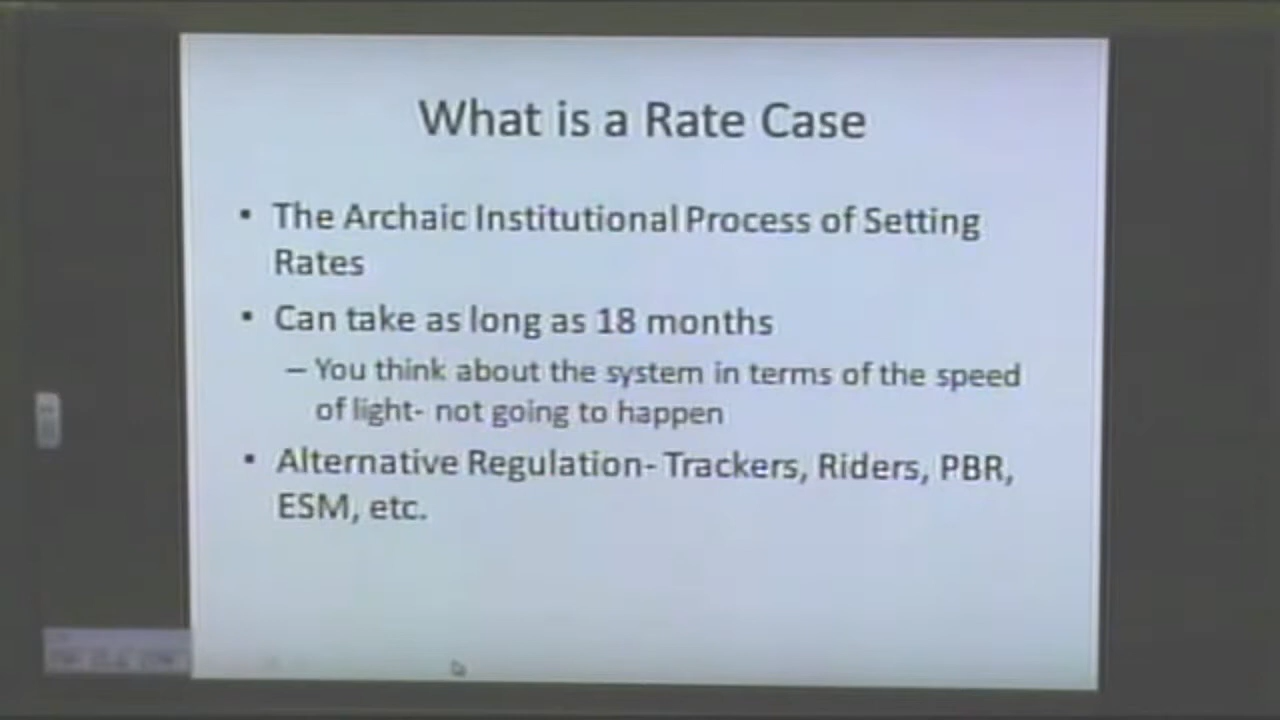 What is a Rate Case
▪ The Archaic Institutional Process of Setting
Rates
▪ Can take as long as 18 months
– You think about the system in terms of the speed
of light- not going to happen
▪ Alternative Regulation- Trackers, Riders, PBR,
ESM, etc.